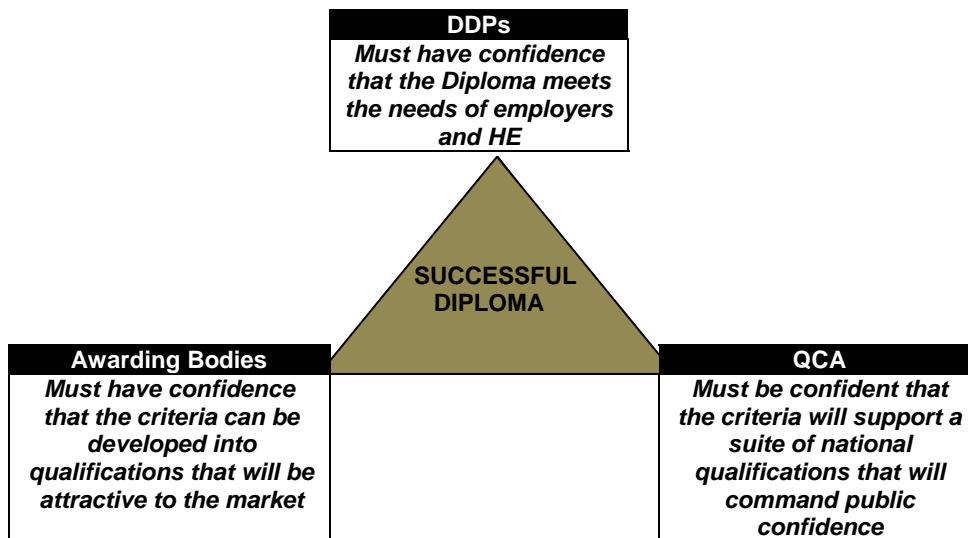 DDPs
Must have confidence
that the Diploma meets
the needs of employers
and HE
SUCCESSFUL
DIPLOMA
Awarding Bodies
Must have confidence
that the criteria can be
developed into
qualifications that will be
attractive to the market
QCA
Must be confident that
the criteria will support a
suite of national
qualifications that will
command public
confidence